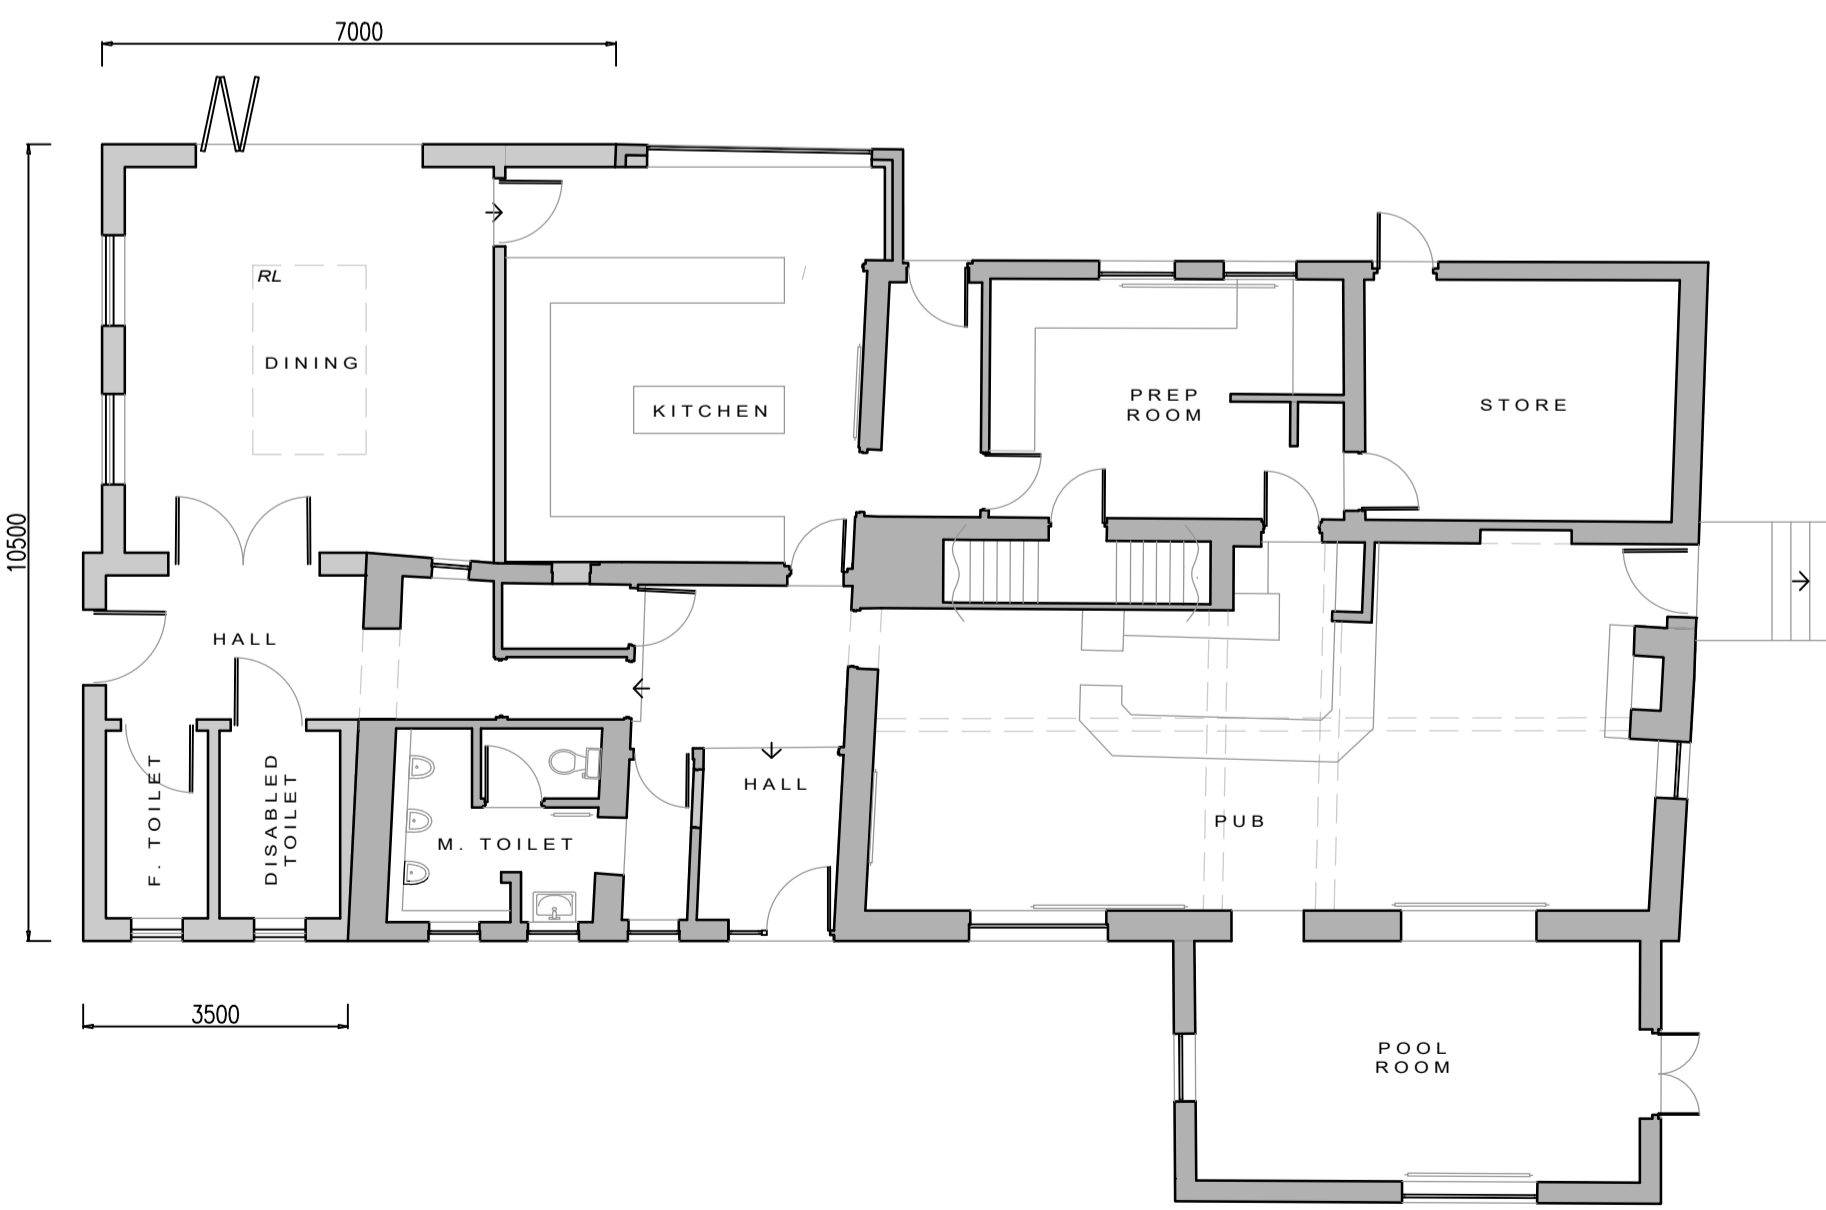 7000
10500
RL
DINING
KITCHEN
PREP
ROOM
STORE
HALL
F. TOILET
DISABLED
TOILET
M. TOILET
HALL
PUB
3500
POOL
ROOM